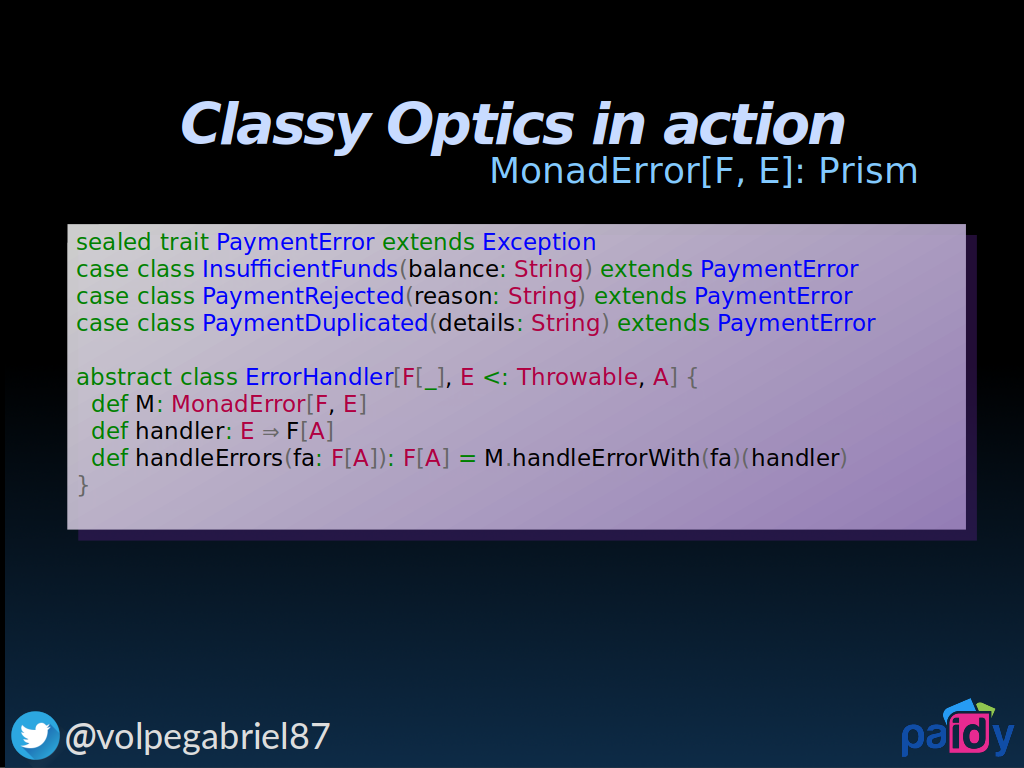 Classy Optics in action
MonadError[F, E]: Prism
sealed trait PaymentError extends Exception
case class InsufficientFunds(balance: String) extends PaymentError
case class PaymentRejected(reason: String) extends PaymentError
case class PaymentDuplicated(details: String) extends PaymentError
abstract class ErrorHandler[F[_], E <: Throwable, A] {
  def M: MonadError[F, E]
  def handler: E ⇒ F[A]
  def handleErrors(fa: F[A]): F[A] = M.handleErrorWith(fa)(handler)
}
@volpegabriel87
paidy